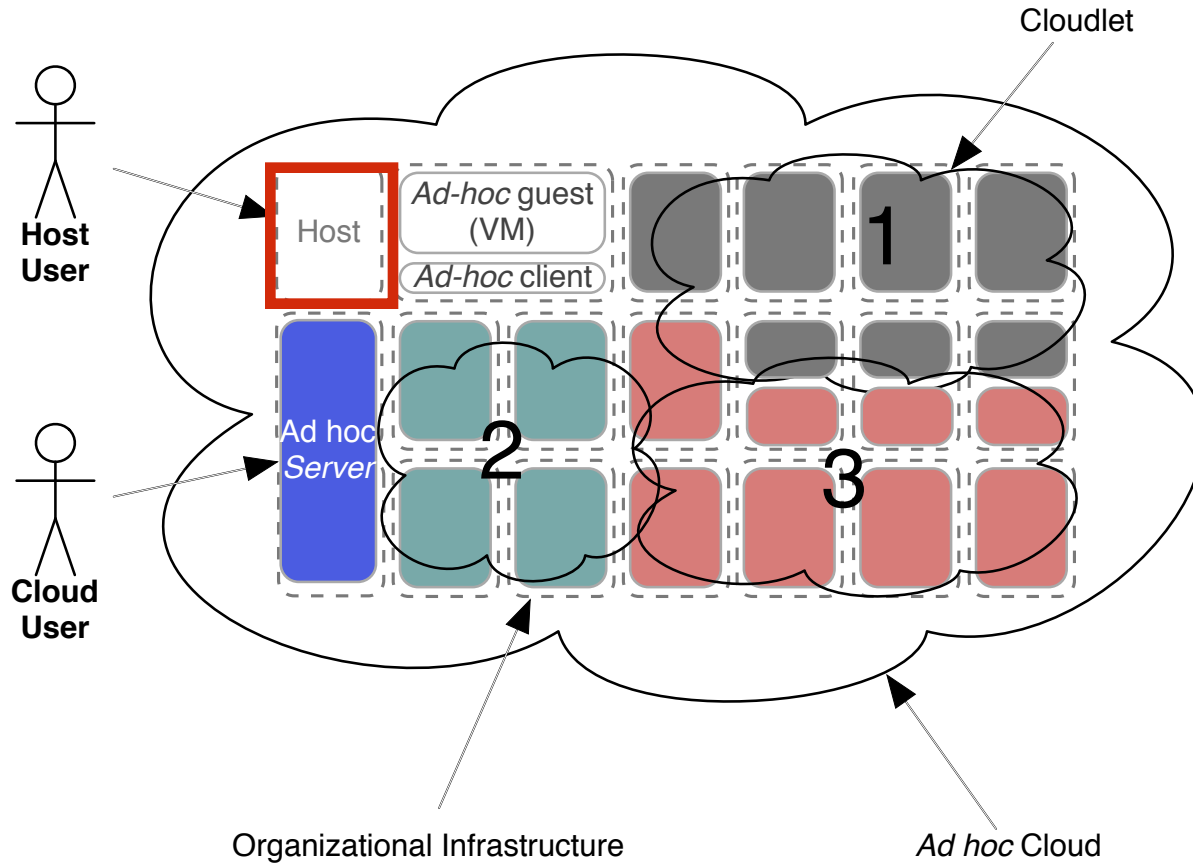 Cloudlet
Host
User
Host
Ad-hoc guest
(VM)
Ad-hoc client
1
Ad hoc
Server
2
3
Cloud
User
Organizational Infrastructure
Ad hoc Cloud